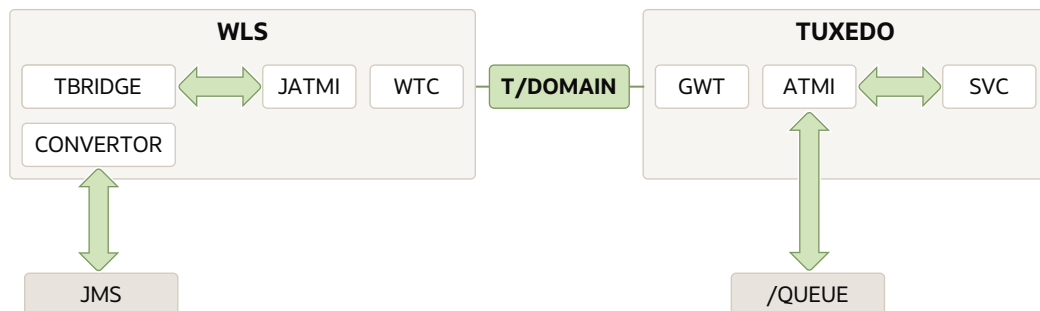 WLS
TUXEDO
TBRIDGE
JATMI
WTC
T/DOMAIN
GWT
ATMI
SVC
CONVERTOR
JMS
/QUEUE